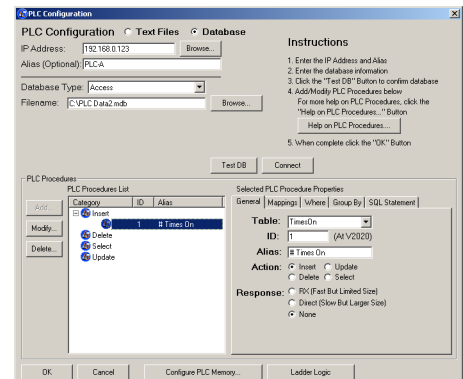 PLC Configuration
PLC Configuration Text Files Database
IP Address: 192.168.0.123 Browse...
Alias (Optional): PLC-A
Database Type: Access
Filename: C:\PLC Data2.mdb Browse...
Instructions
1. Enter the IP Address and Alias
2. Enter the database information
3. Click the "Test DB" Button to confirm database
4. Add/Modify PLC Procedures below
For more help on PLC Procedures, click the
"Help on PLC Procedures..." Button
Help on PLC Procedures....
5. When complete click the "OK" Button
Test DB Connect
PLC Procedures
PLC Procedures List
Add...
Modify...
Delete...
Category ID Alias
Insert
1 # Times On
Delete
Select
Update
Selected PLC Procedure Properties
General Mappings Where Group By SQL Statement
Table: TimesOn
ID: 1 (At V2020)
Alias: # Times On
Action: Insert Update
Delete Select
Response: RX (Fast But Limited Size)
Direct (Slow But Larger Size)
None
OK Cancel Configure PLC Memory... Ladder Logic